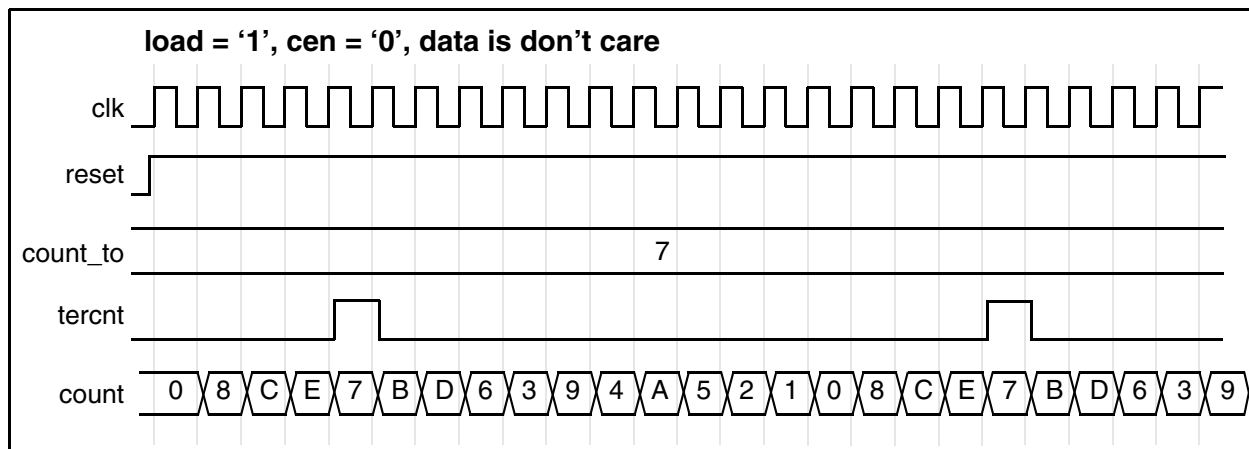 load = ‘1’, cen = ‘0’, data is don’t care
clk
reset
count_to 7
tercnt
count 0 8 C E 7 B D 6 3 9 4 A 5 2 1 0 8 C E 7 B D 6 3 9